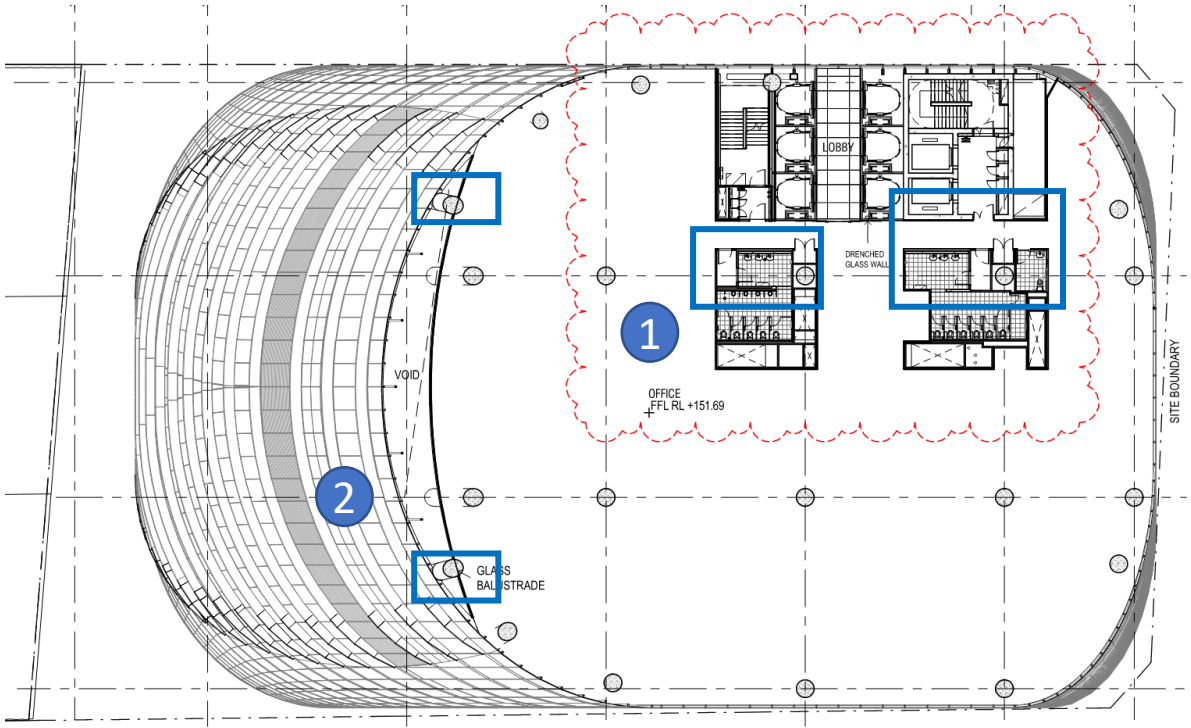 LOBBY
DRENCHED
GLASS WALL
1
OFFICE
FFL RL +151.69
VOID
SITE BOUNDARY
2
GLASS
BALUSTRADE